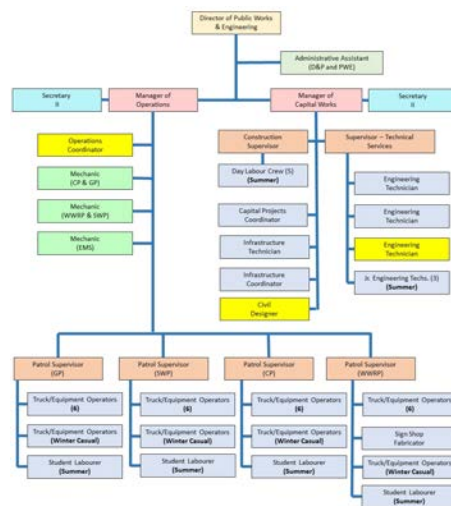 Director of Public Works
& Engineering
Administrative Assistant
(D&P and PWE)
Secretary
II
Manager of
Operations
Manager of
Capital Works
Secretary
II
Operations
Coordinator
Mechanic
(CP & GP)
Mechanic
(WWRP & SWP)
Mechanic
(EMS)
Construction
Supervisor
Day Labour Crew (5)
(Summer)
Capital Projects
Coordinator
Infrastructure
Technician
Infrastructure
Coordinator
Civil
Designer
Supervisor – Technical
Services
Engineering
Technician
Engineering
Technician
Engineering
Technician
Jr. Engineering Techs. (3)
(Summer)
Patrol Supervisor
(GP)
Truck/Equipment Operators
(6)
Truck/Equipment Operators
(Winter Casual)
Student Labourer
(Summer)
Patrol Supervisor
(SWP)
Truck/Equipment Operators
(6)
Truck/Equipment Operators
(Winter Casual)
Student Labourer
(Summer)
Patrol Supervisor
(CP)
Truck/Equipment Operators
(6)
Truck/Equipment Operators
(Winter Casual)
Student Labourer
(Summer)
Patrol Supervisor
(WWRP)
Truck/Equipment Operators
(6)
Sign Shop
Fabricator
Truck/Equipment Operators
(Winter Casual)
Student Labourer
(Summer)